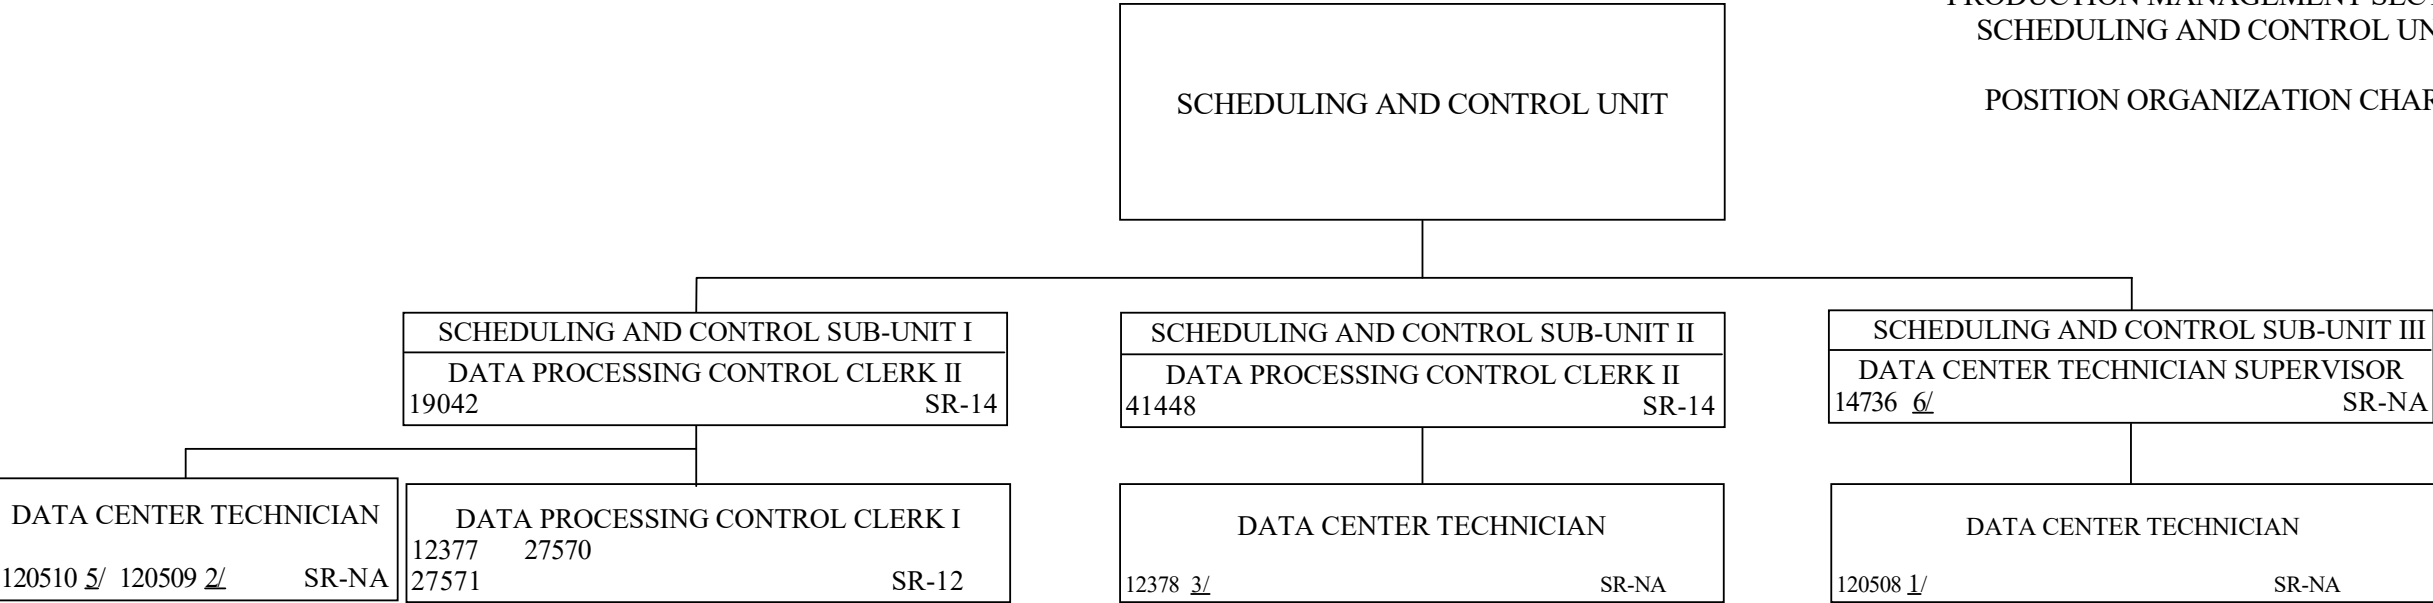 PRODUCTION MANAGEMENT
SCHEDULING AND CONTROL
POSITION ORGANIZATION
SCHEDULING AND CONTROL UNIT
SCHEDULING AND CONTROL SUB-UNIT I
DATA PROCESSING CONTROL CLERK II
19042 SR-14
SCHEDULING AND CONTROL SUB-UNIT II
DATA PROCESSING CONTROL CLERK II
41448 SR-14
SCHEDULING AND CONTROL SUB-UNIT III
DATA CENTER TECHNICIAN SUPERVISOR
14736 6/ SR-NA
DATA CENTER TECHNICIAN
120510 5/ 120509 2/ SR-NA
DATA PROCESSING CONTROL CLERK I
12377 27570
27571 SR-12
DATA CENTER TECHNICIAN
12378 3/ SR-NA
DATA CENTER TECHNICIAN
120508 1/ SR-NA